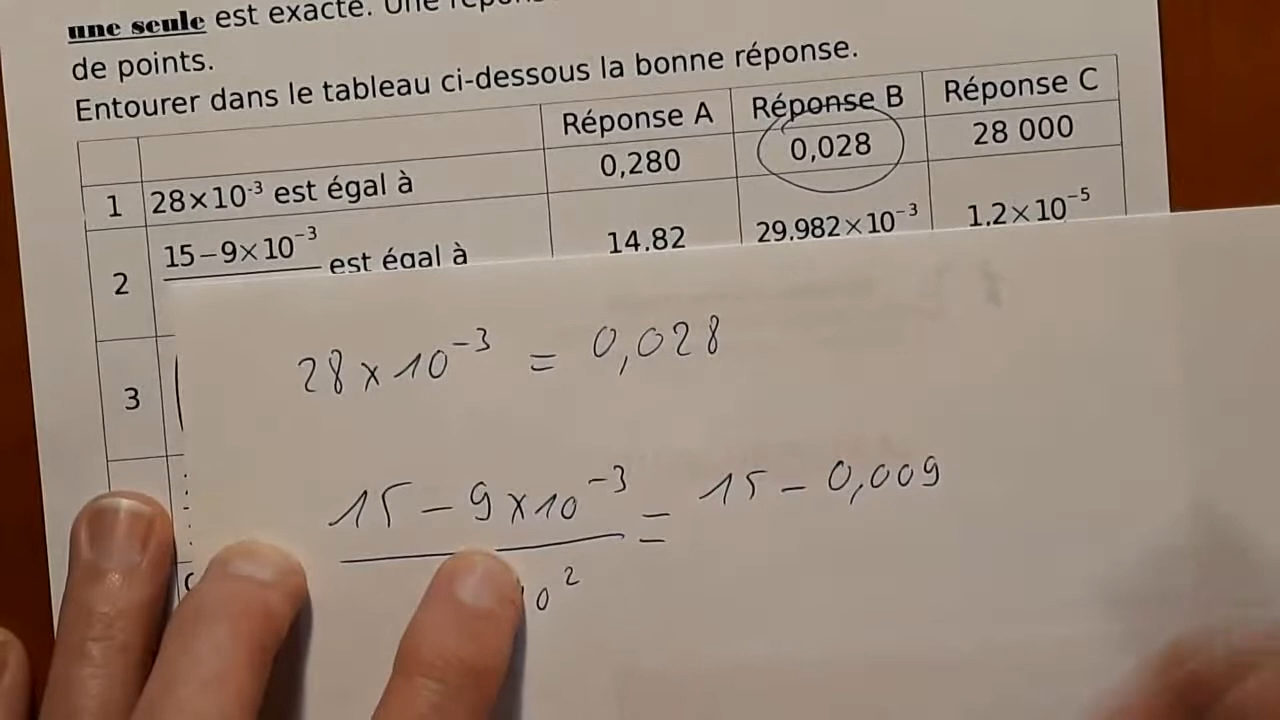 une seule est exacte. Une
de points.
Entourer dans le tableau ci-dessous la bonne réponse.
Réponse A Réponse B Réponse C
1 28×10⁻³ est égal à 0,280 0,028 28 000
2 15−9×10⁻³ est égal à 14,82 29,982×10⁻³ 1,2×10⁻⁵
3
28 × 10⁻³ = 0,028
15 − 9 × 10⁻³ = 15 − 0,009
0²